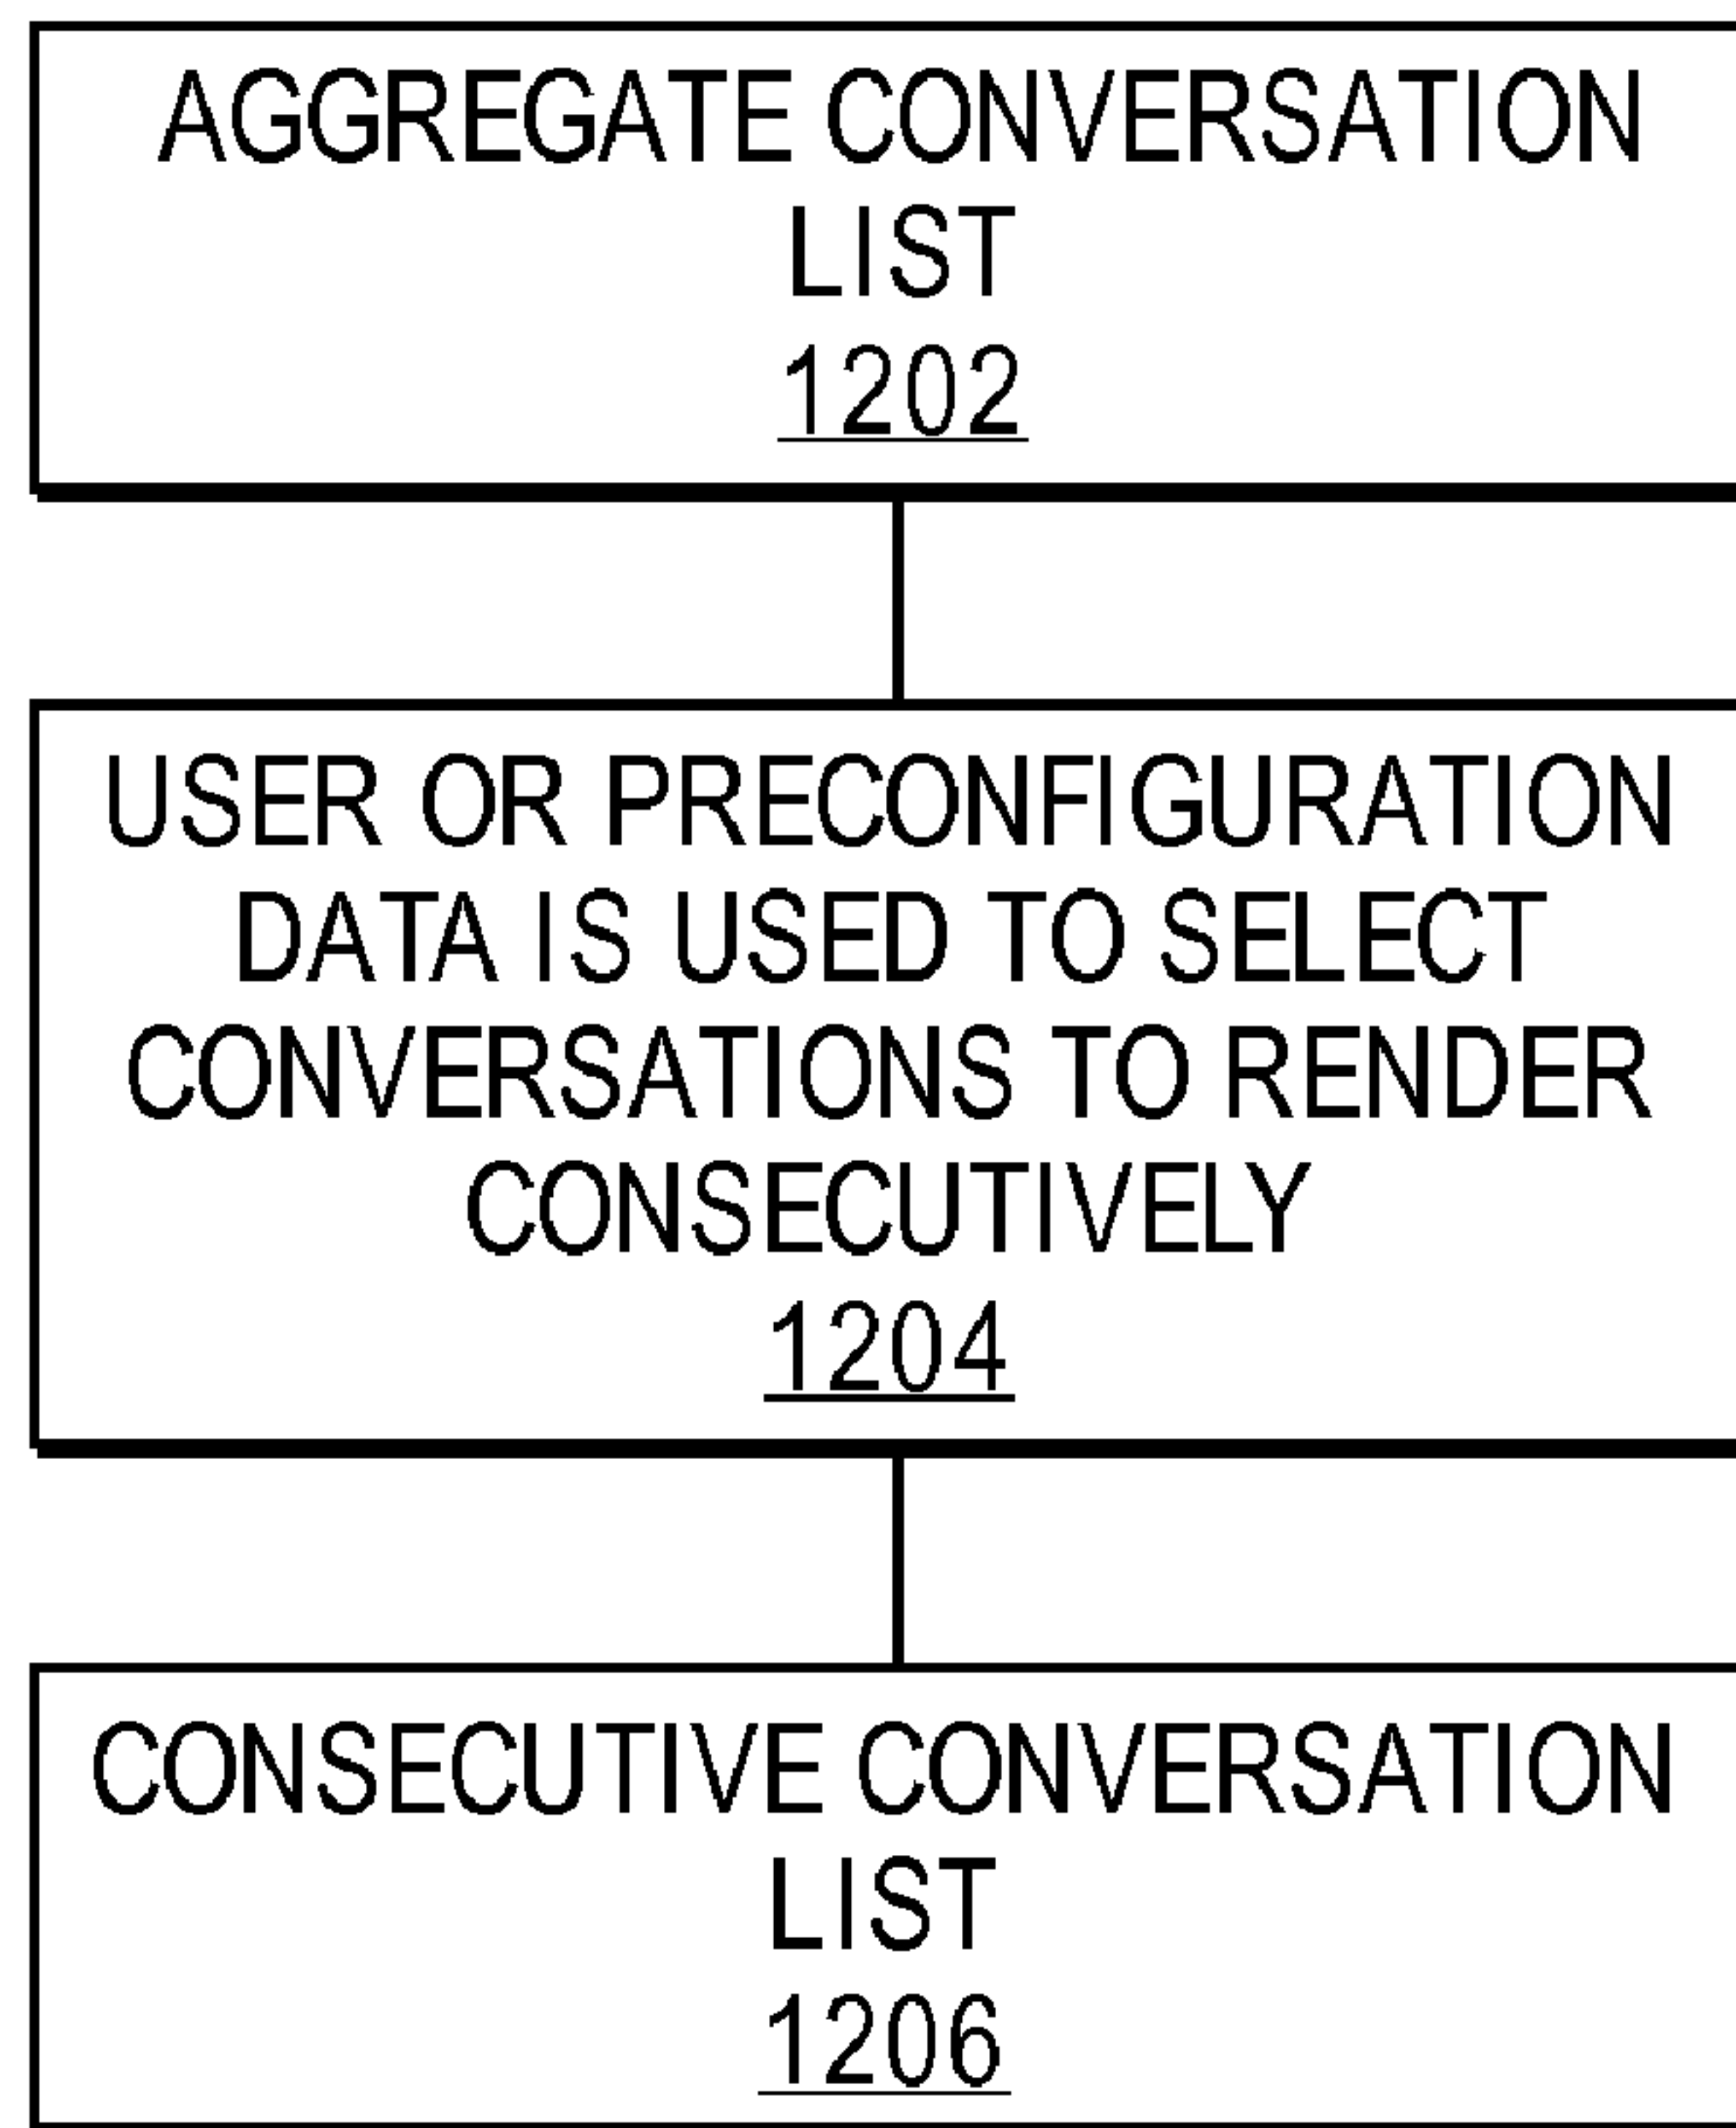 AGGREGATE CONVERSATION
LIST
1202
USER OR PRECONFIGURATION
DATA IS USED TO SELECT
CONVERSATIONS TO RENDER
CONSECUTIVELY
1204
CONSECUTIVE CONVERSATION
LIST
1206